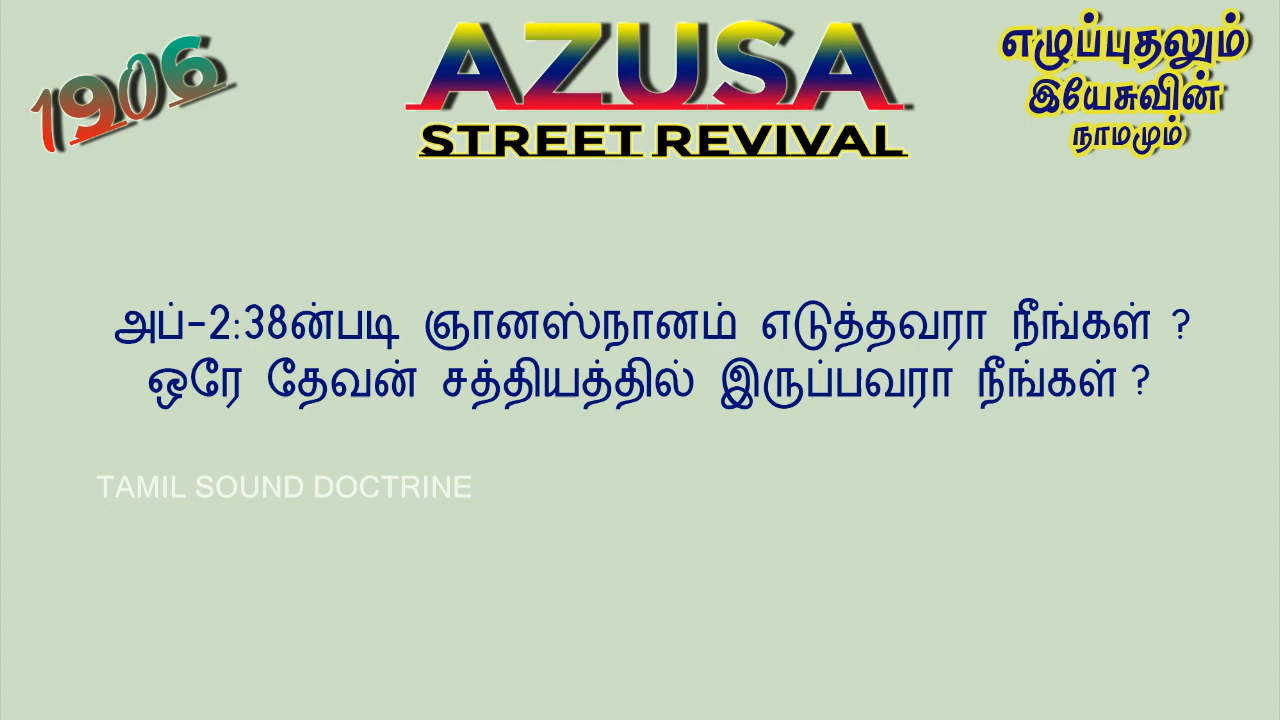 1906
AZUSA
STREET REVIVAL
எழுப்புதலும்
இயேசுவின்
நாமமும்
அப்-2:38ன்படி ஞானஸ்நானம் எடுத்தவரா நீங்கள் ?
ஒரே தேவன் சத்தியத்தில் இருப்பவரா நீங்கள் ?
TAMIL SOUND DOCTRINE